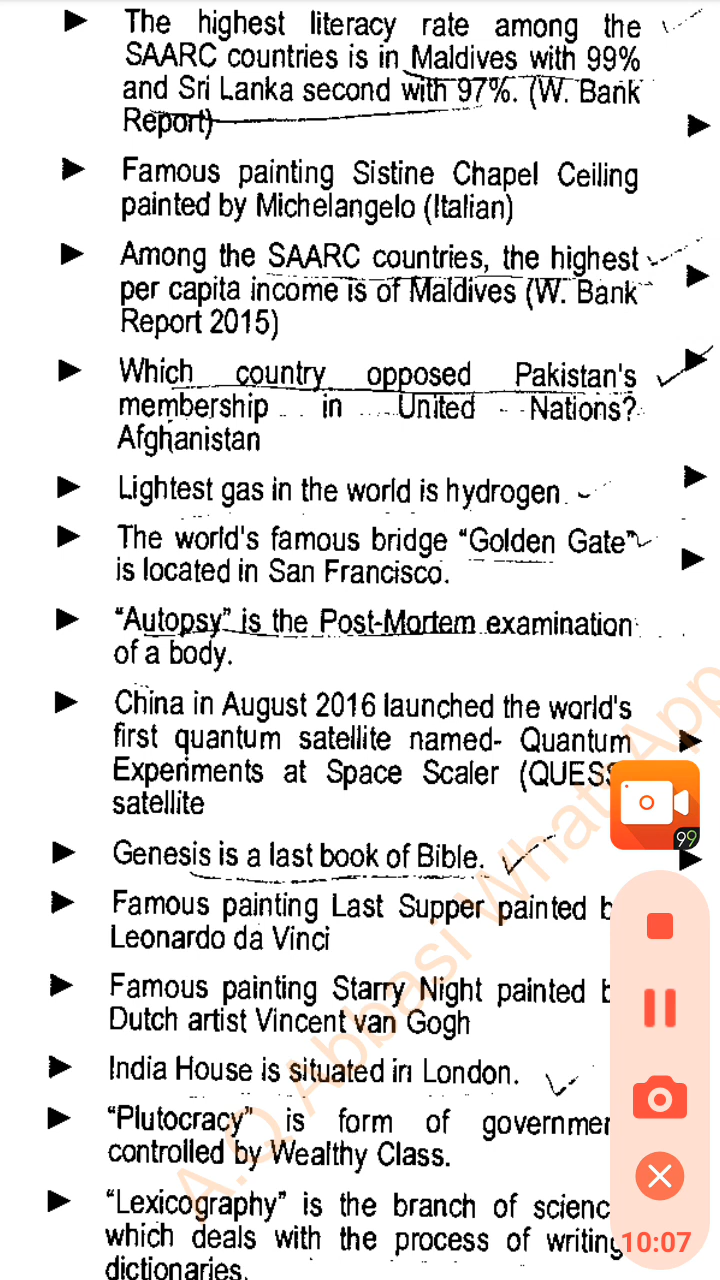 The highest literacy rate among the
SAARC countries is in Maldives with 99%
and Sri Lanka second with 97%. (W. Bank
Report)
Famous painting Sistine Chapel Ceiling
painted by Michelangelo (Italian)
Among the SAARC countries, the highest
per capita income is of Maldives (W. Bank
Report 2015)
Which country opposed Pakistan's
membership in United Nations?
Afghanistan
Lightest gas in the world is hydrogen
The world's famous bridge “Golden Gate”
is located in San Francisco.
“Autopsy” is the Post-Mortem examination
of a body.
China in August 2016 launched the world's
first quantum satellite named- Quantum
Experiments at Space Scaler (QUESS
satellite
Genesis is a last book of Bible.
Famous painting Last Supper painted b
Leonardo da Vinci
Famous painting Starry Night painted b
Dutch artist Vincent van Gogh
India House is situated in London.
“Plutocracy” is form of governmen
controlled by Wealthy Class.
“Lexicography” is the branch of scienc
which deals with the process of writing
dictionaries.
A.Q Abbasi WhatsApp
99
10:07